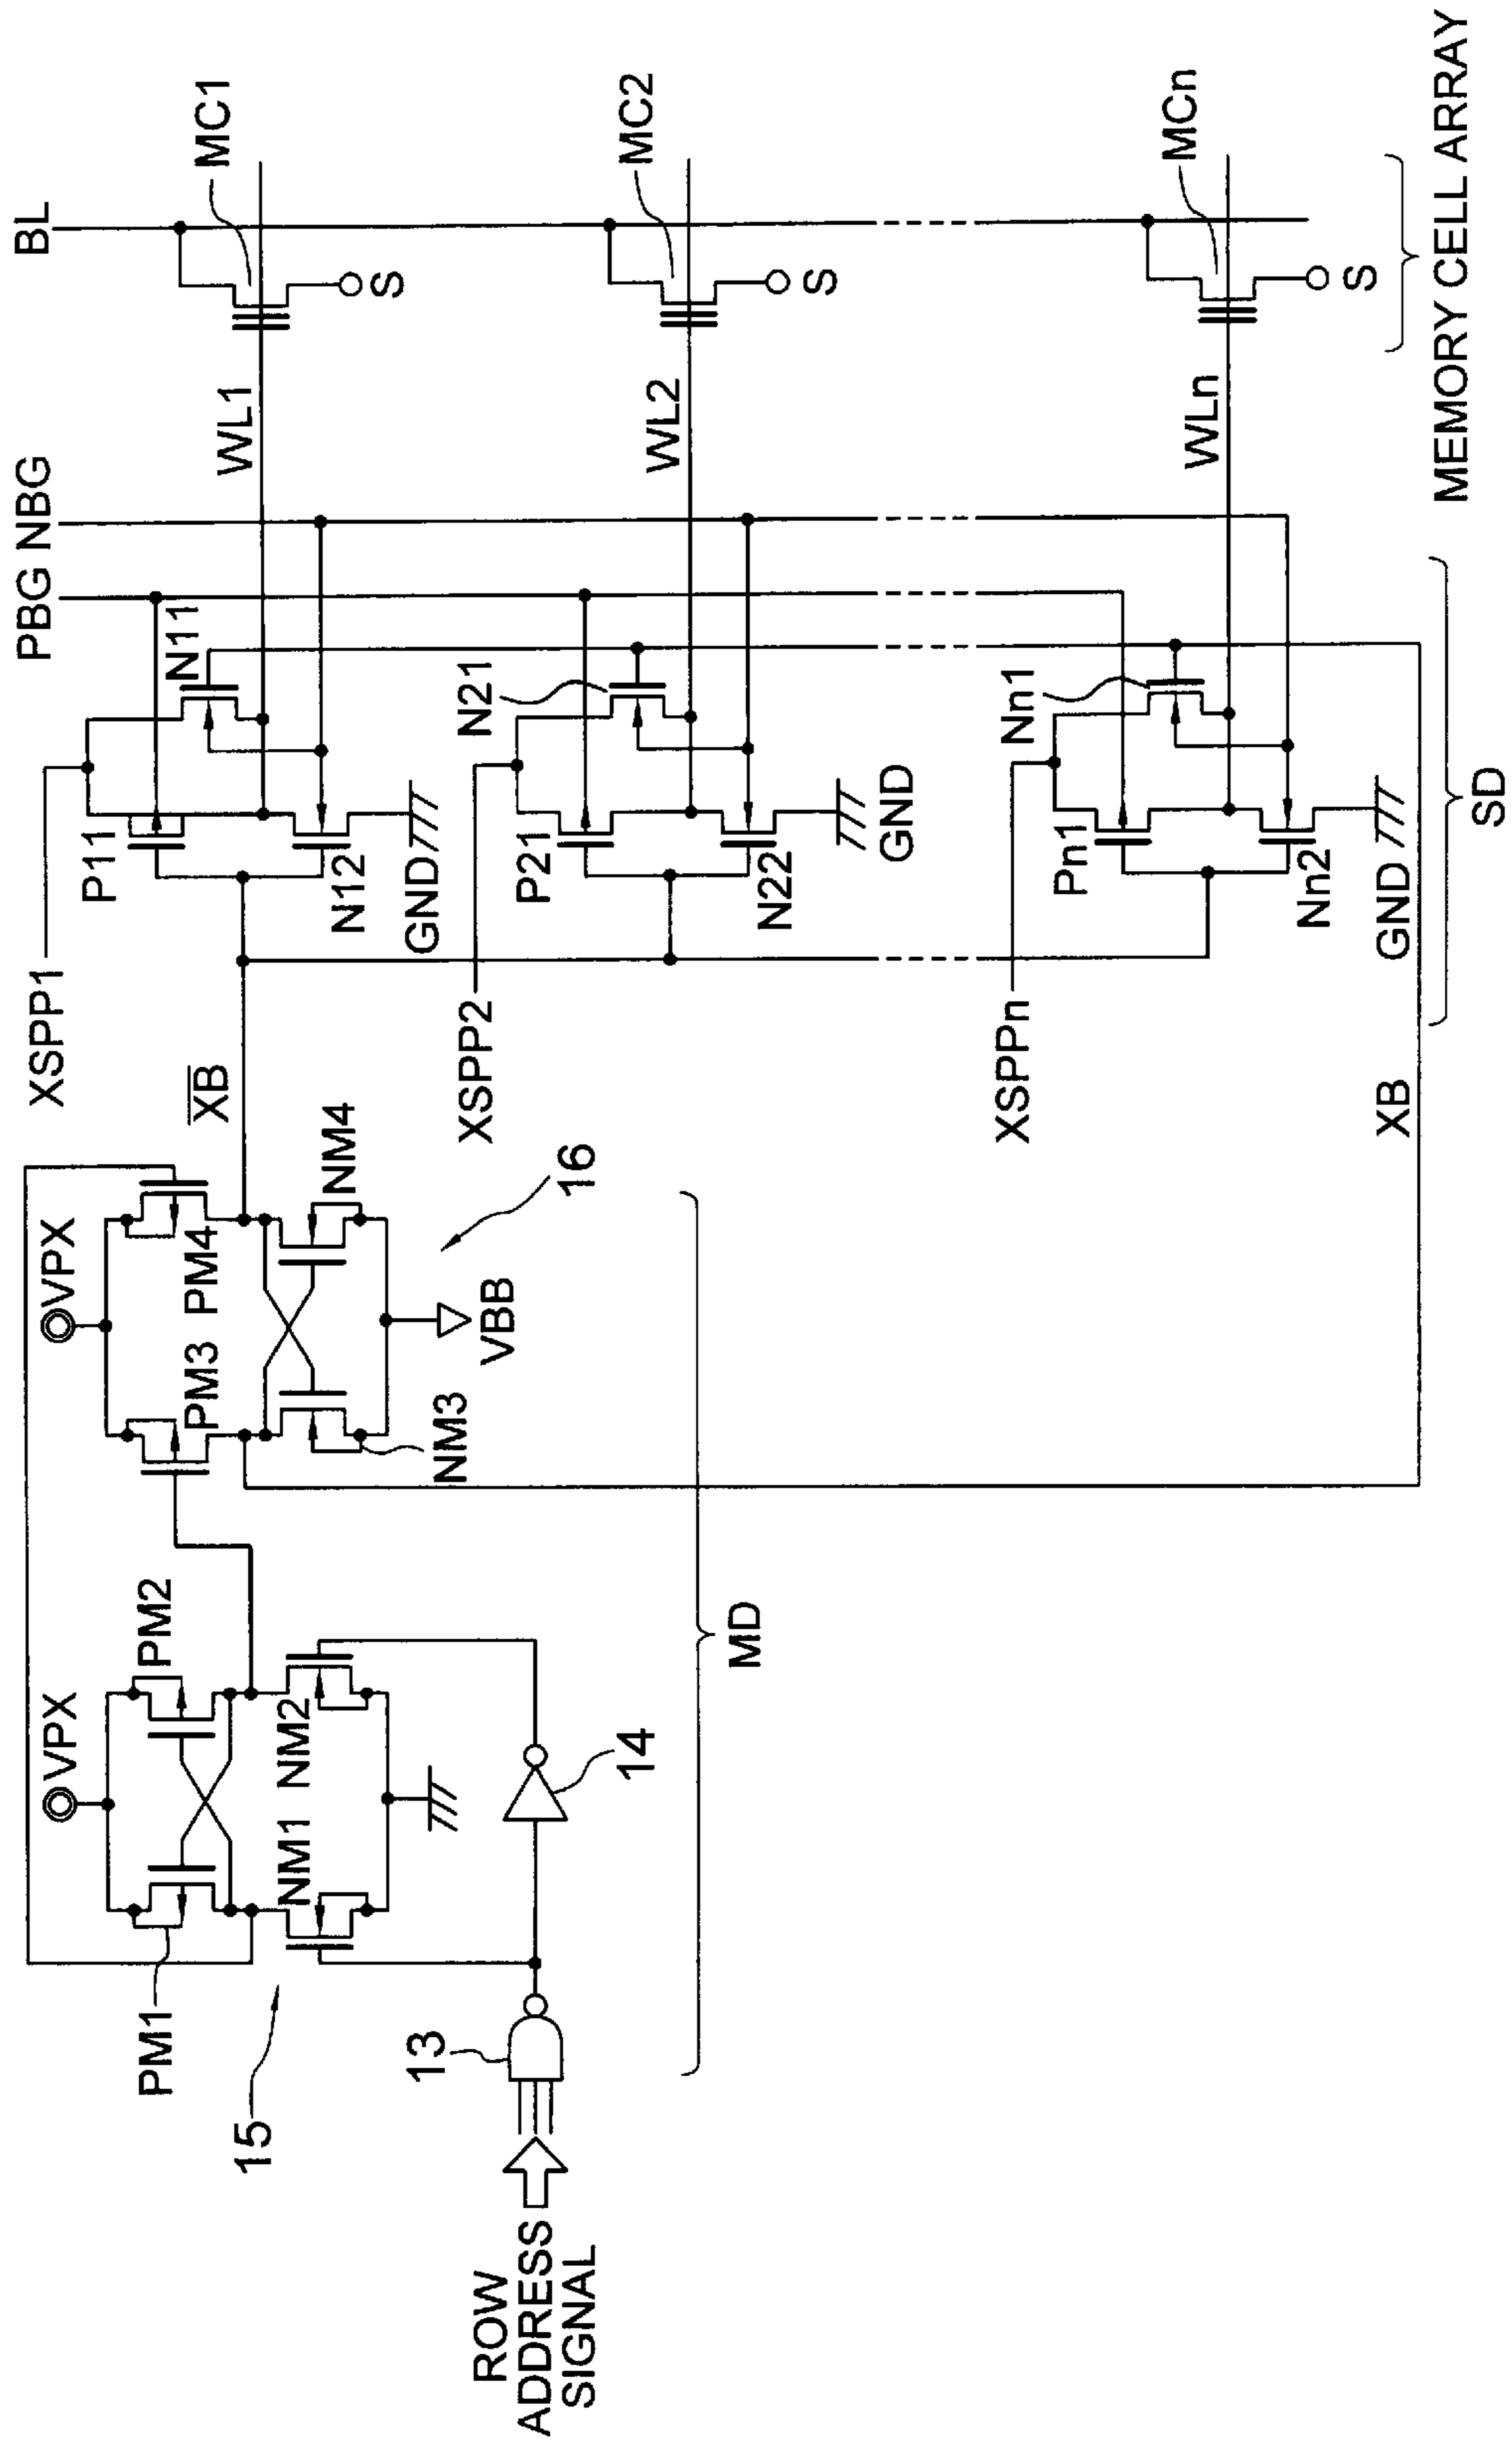 ROW
ADDRESS
SIGNAL
13
14
15
PM1
VPX
PM2
NM1
NM2
MD
VPX
PM3
PM4
NM3
NM4
VBB
16
XB
XB
XSPP1
P11
N11
N12
GND
XSPP2
P21
N21
N22
GND
XSPPn
Pn1
Nn1
Nn2
GND
SD
PBG
NBG
WL1
WL2
WLn
BL
MC1
S
MC2
S
MCn
S
MEMORY CELL ARRAY